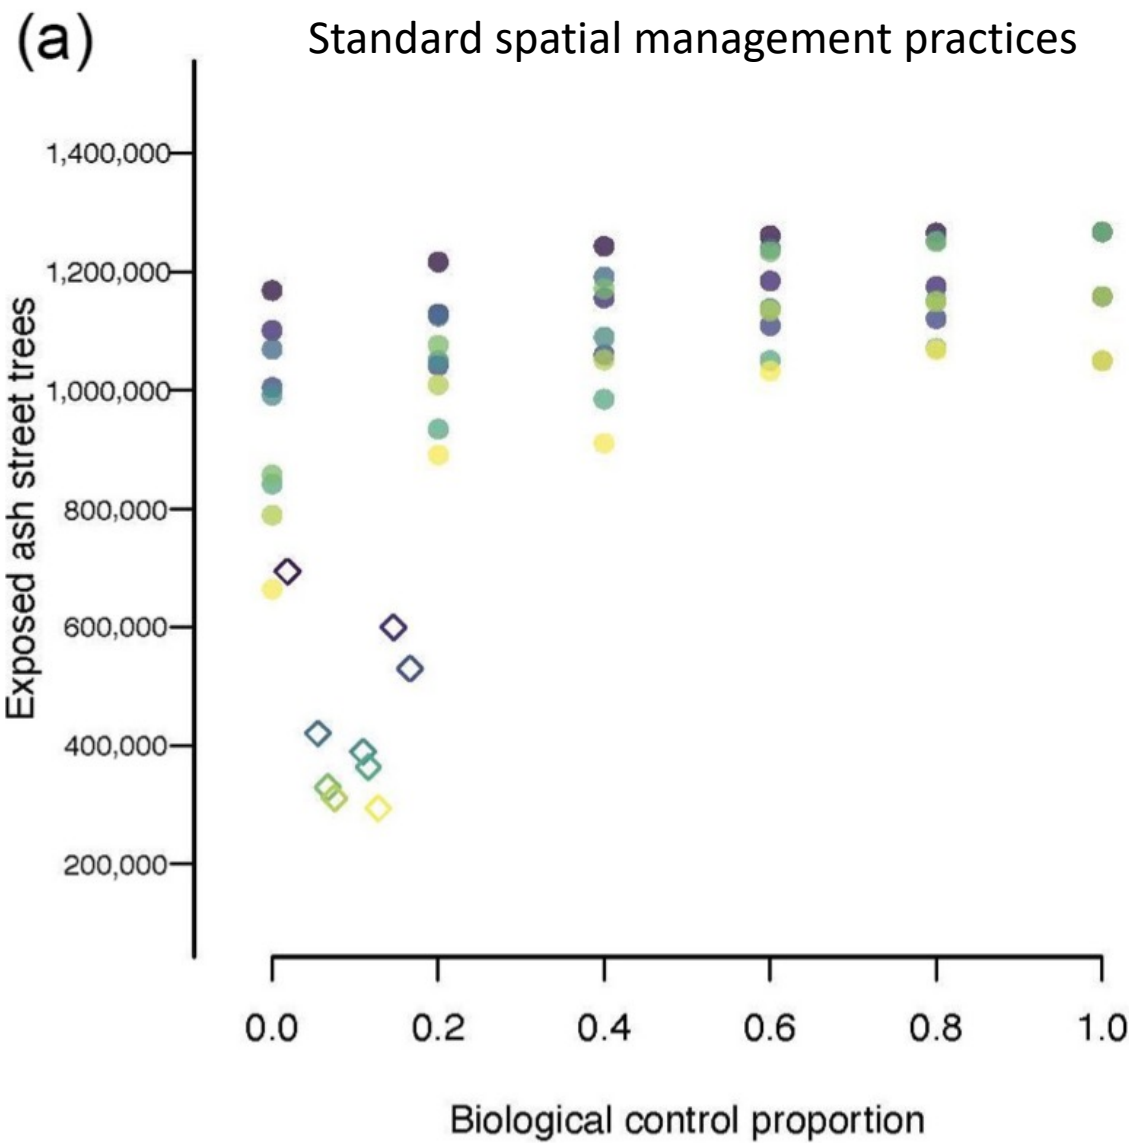 (a)
Standard spatial management practices
Exposed ash street trees
1,400,000
1,200,000
1,000,000
800,000
600,000
400,000
200,000
0.0 0.2 0.4 0.6 0.8 1.0
Biological control proportion